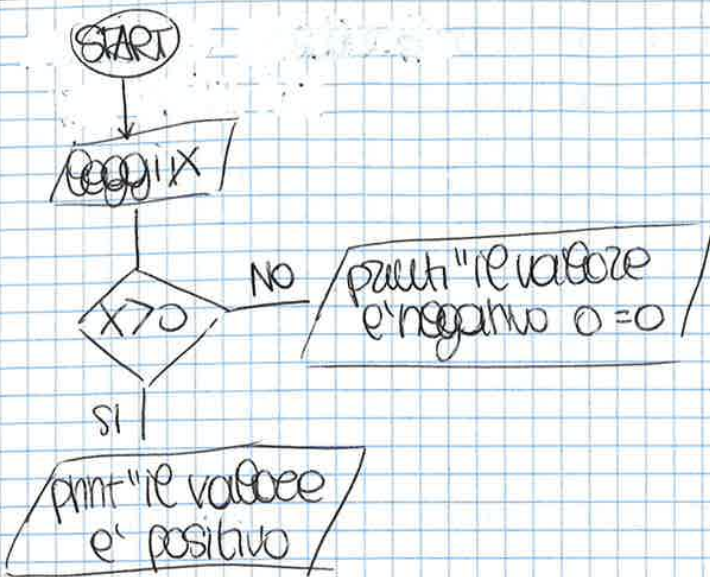 START
leggi X
X>0
NO
print "il valore
e' negativo o =0
SI
print "il valore
e' positivo